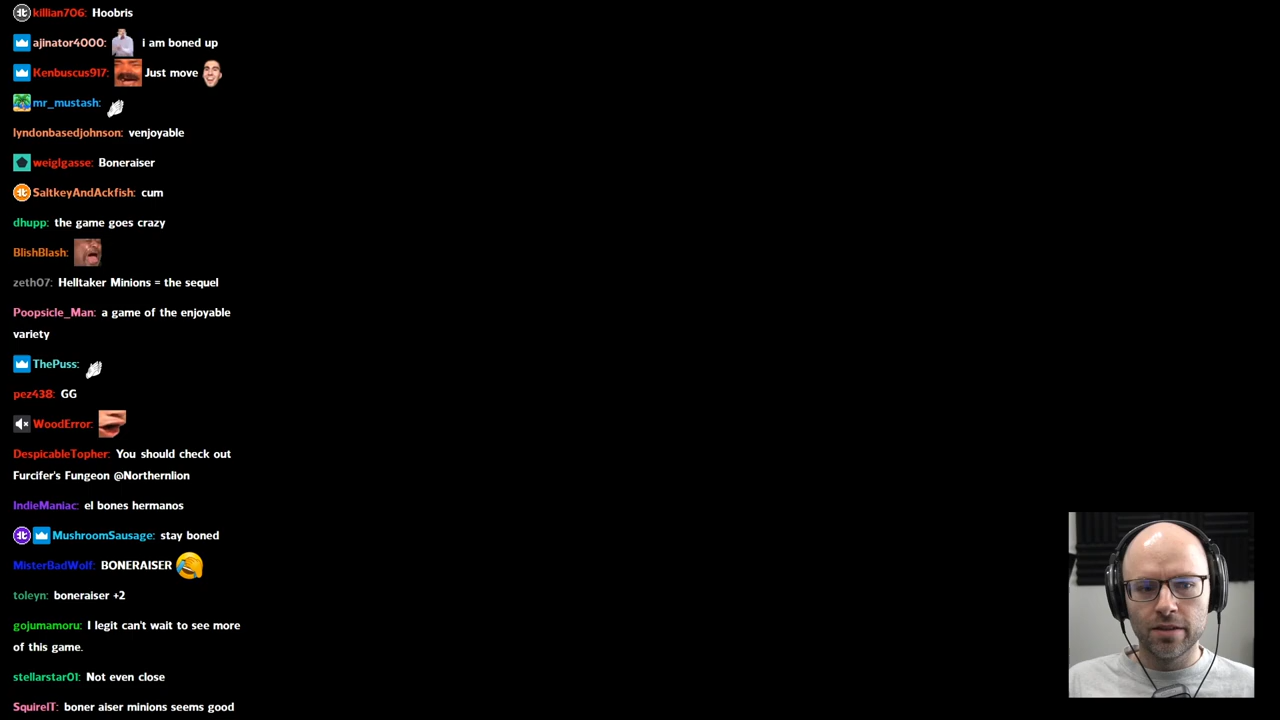 killian706: Hoobris
ajinator4000: i am boned up
Kenbuscus917: Just move
mr_mustash:
lyndonbasedjohnson: venjoyable
weiglgasse: Boneraiser
SaltkeyAndAckfish: cum
dhupp: the game goes crazy
BlishBlash:
zeth07: Helltaker Minions = the sequel
Poopsicle_Man: a game of the enjoyable
variety
ThePuss:
pez438: GG
WoodError:
DespicableTopher: You should check out
Furcifer's Fungeon @Northernlion
IndieManiac: el bones hermanos
MushroomSausage: stay boned
MisterBadWolf: BONERAISER
toleyn: boneraiser +2
gojumamoru: I legit can't wait to see more
of this game.
stellarstar01: Not even close
SquirelT: boner aiser minions seems good